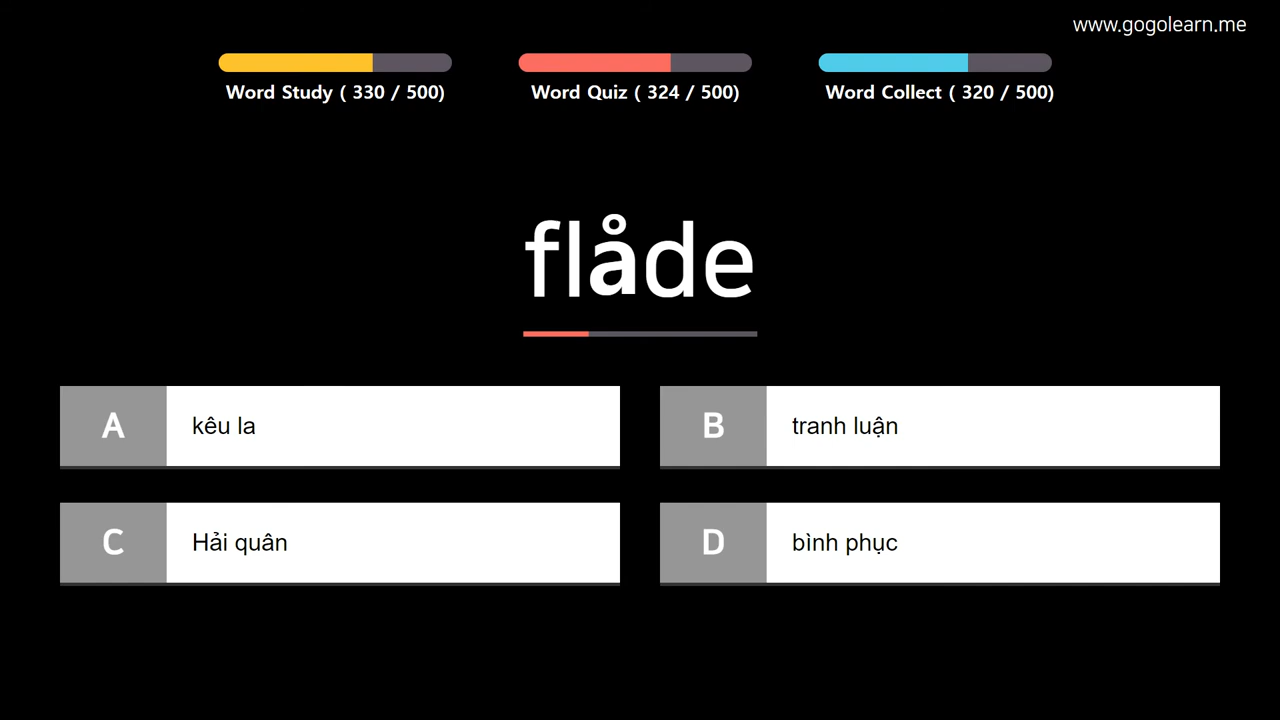 www.gogolearn.me
Word Study ( 330 / 500)
Word Quiz ( 324 / 500)
Word Collect ( 320 / 500)
flåde
A kêu la
B tranh luận
C Hải quân
D bình phục